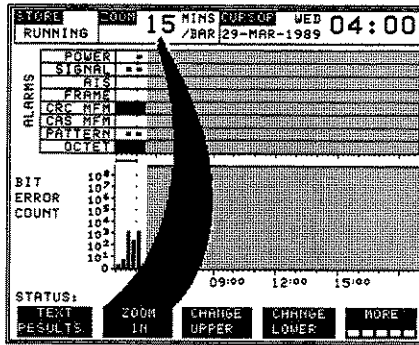 STORE ZOOM 15 MINS /BAR CURSOR WED 04:00
RUNNING 29-MAR-1989
ALARMS
POWER
SIGNAL
AIS
FRAME
CRC MFM
CAS MFM
PATTERN
OCTET
BIT ERROR COUNT
10⁸
10⁷
10⁶
10⁵
10⁴
10³
10²
10¹
0
09:00 12:00 15:00
STATUS:
TEXT RESULTS
ZOOM IN
CHANGE UPPER
CHANGE LOWER
MORE